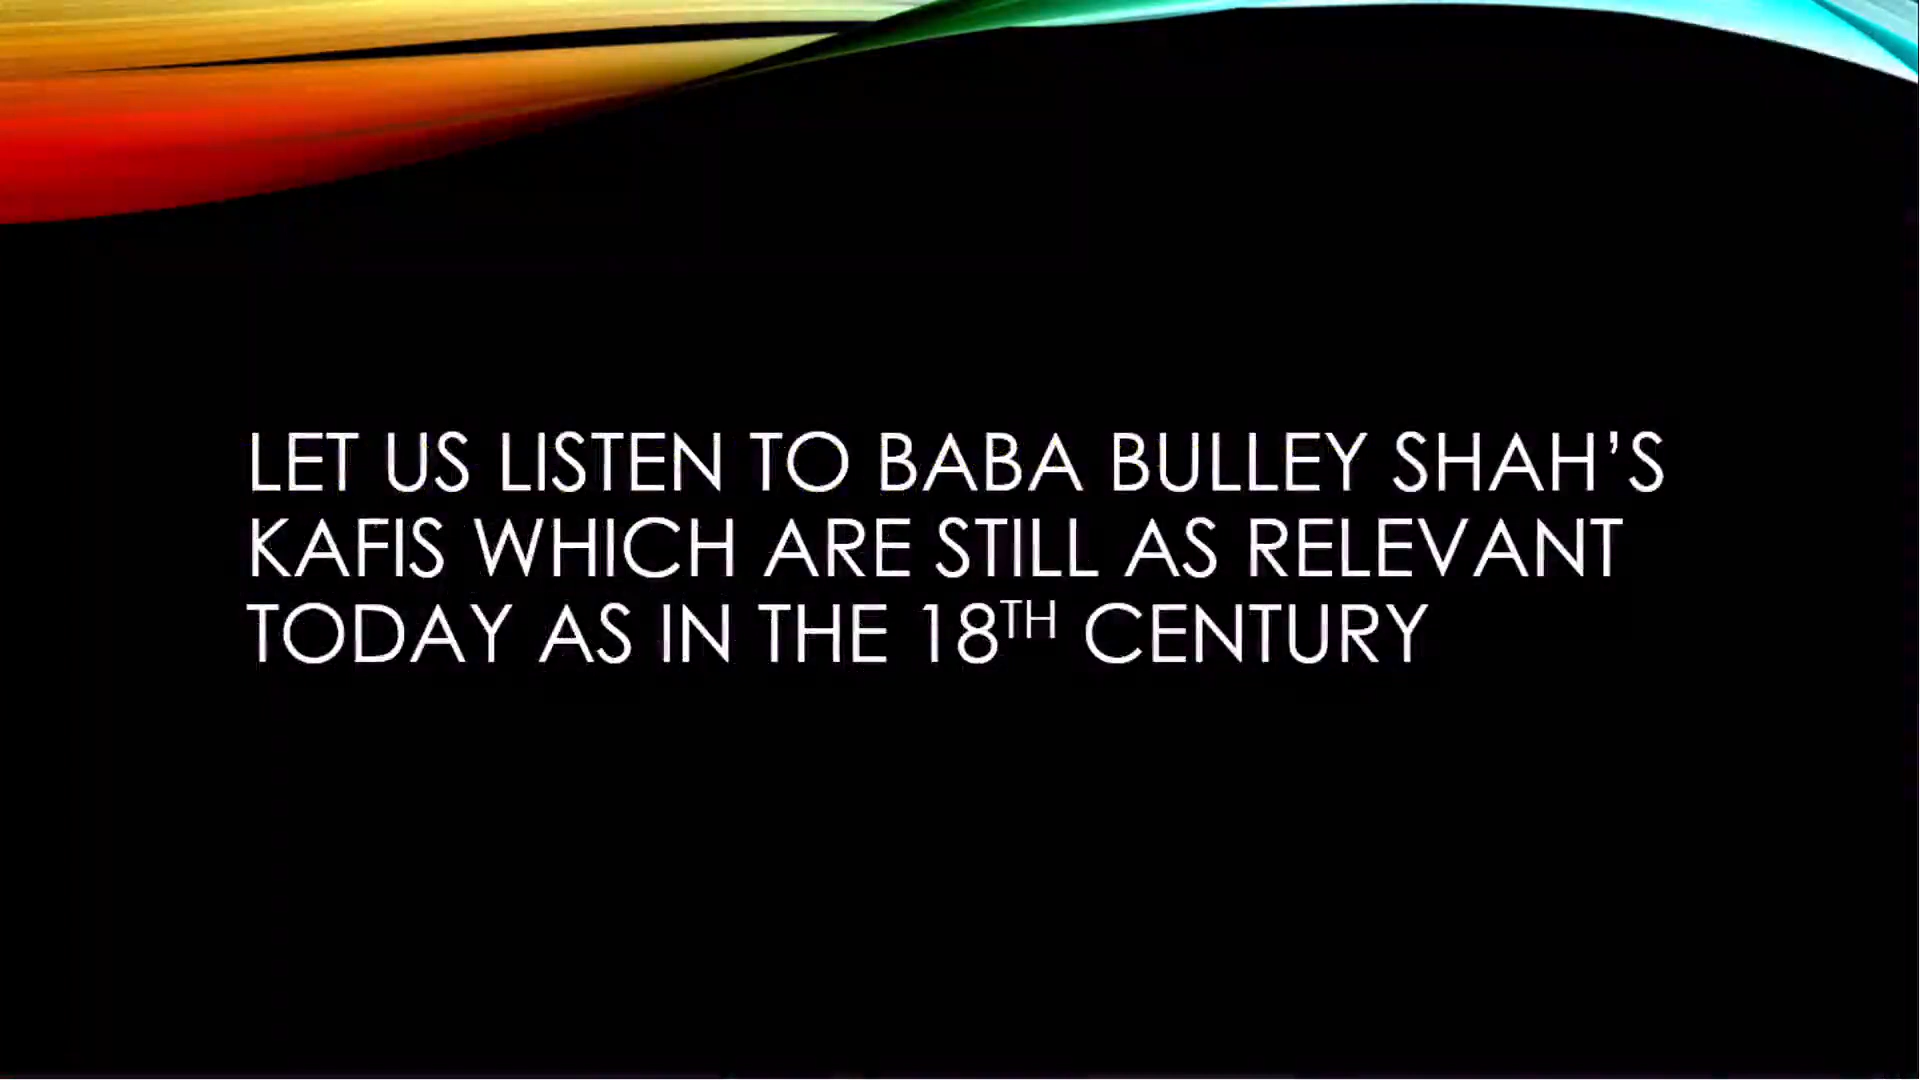 LET US LISTEN TO BABA BULLEY SHAH’S
KAFIS WHICH ARE STILL AS RELEVANT
TODAY AS IN THE 18TH CENTURY